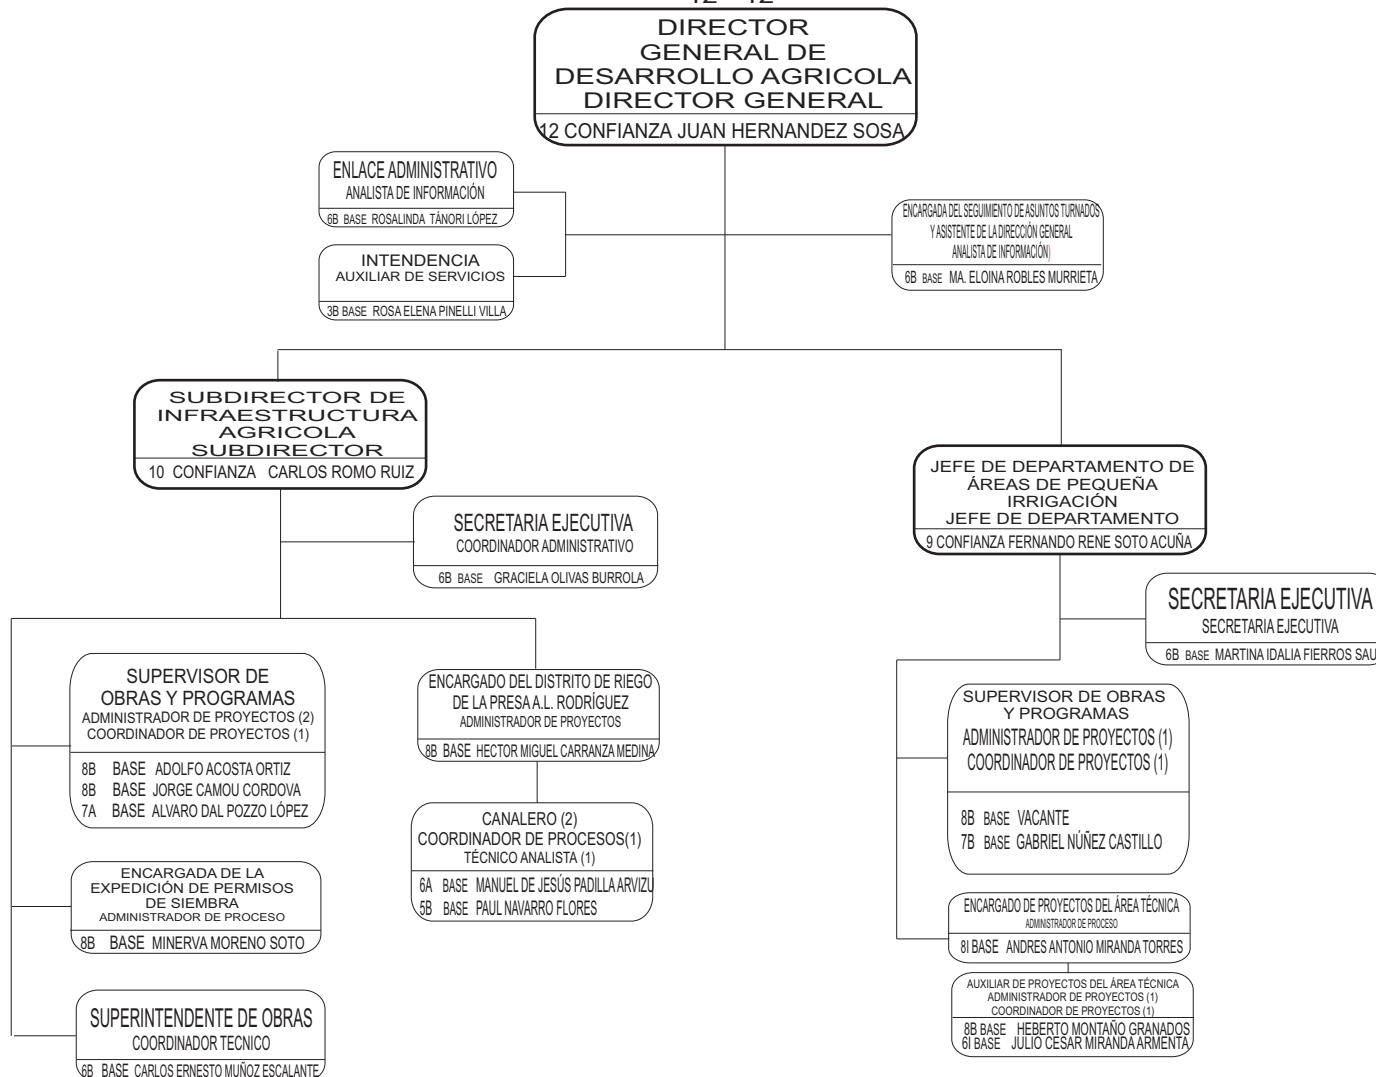 DIRECTOR
GENERAL DE
DESARROLLO AGRICOLA
DIRECTOR GENERAL
12 CONFIANZA JUAN HERNANDEZ SOSA
ENLACE ADMINISTRATIVO
ANALISTA DE INFORMACIÓN
6B BASE ROSALINDA TÁNORI LÓPEZ
INTENDENCIA
AUXILIAR DE SERVICIOS
3B BASE ROSA ELENA PINELLI VILLA
ENCARGADA DEL SEGUIMIENTO DE ASUNTOS TURNADOS
Y ASISTENTE DE LA DIRECCIÓN GENERAL
ANALISTA DE INFORMACIÓN)
6B BASE MA. ELOINA ROBLES MURRIETA
SUBDIRECTOR DE
INFRAESTRUCTURA
AGRICOLA
SUBDIRECTOR
10 CONFIANZA CARLOS ROMO RUIZ
SECRETARIA EJECUTIVA
COORDINADOR ADMINISTRATIVO
6B BASE GRACIELA OLIVAS BURROLA
SUPERVISOR DE
OBRAS Y PROGRAMAS
ADMINISTRADOR DE PROYECTOS (2)
COORDINADOR DE PROYECTOS (1)
8B BASE ADOLFO ACOSTA ORTIZ
8B BASE JORGE CAMOU CORDOVA
7A BASE ALVARO DAL POZZO LÓPEZ
ENCARGADA DE LA
EXPEDICIÓN DE PERMISOS
DE SIEMBRA
ADMINISTRADOR DE PROCESO
8B BASE MINERVA MORENO SOTO
SUPERINTENDENTE DE OBRAS
COORDINADOR TECNICO
6B BASE CARLOS ERNESTO MUÑOZ ESCALANTE
ENCARGADO DEL DISTRITO DE RIEGO
DE LA PRESA A.L. RODRÍGUEZ
ADMINISTRADOR DE PROYECTOS
8B BASE HECTOR MIGUEL CARRANZA MEDINA
CANALERO (2)
COORDINADOR DE PROCESOS(1)
TÉCNICO ANALISTA (1)
6A BASE MANUEL DE JESÚS PADILLA ARVIZU
5B BASE PAUL NAVARRO FLORES
JEFE DE DEPARTAMENTO DE
ÁREAS DE PEQUEÑA
IRRIGACIÓN
JEFE DE DEPARTAMENTO
9 CONFIANZA FERNANDO RENE SOTO ACUÑA
SECRETARIA EJECUTIVA
SECRETARIA EJECUTIVA
6B BASE MARTINA IDALIA FIERROS SAU
SUPERVISOR DE OBRAS
Y PROGRAMAS
ADMINISTRADOR DE PROYECTOS (1)
COORDINADOR DE PROYECTOS (1)
8B BASE VACANTE
7B BASE GABRIEL NÚÑEZ CASTILLO
ENCARGADO DE PROYECTOS DEL ÁREA TÉCNICA
ADMINISTRADOR DE PROCESO
8I BASE ANDRES ANTONIO MIRANDA TORRES
AUXILIAR DE PROYECTOS DEL ÁREA TÉCNICA
ADMINISTRADOR DE PROYECTOS (1)
COORDINADOR DE PROYECTOS (1)
8B BASE HEBERTO MONTAÑO GRANADOS
6I BASE JULIO CESAR MIRANDA ARMENTA